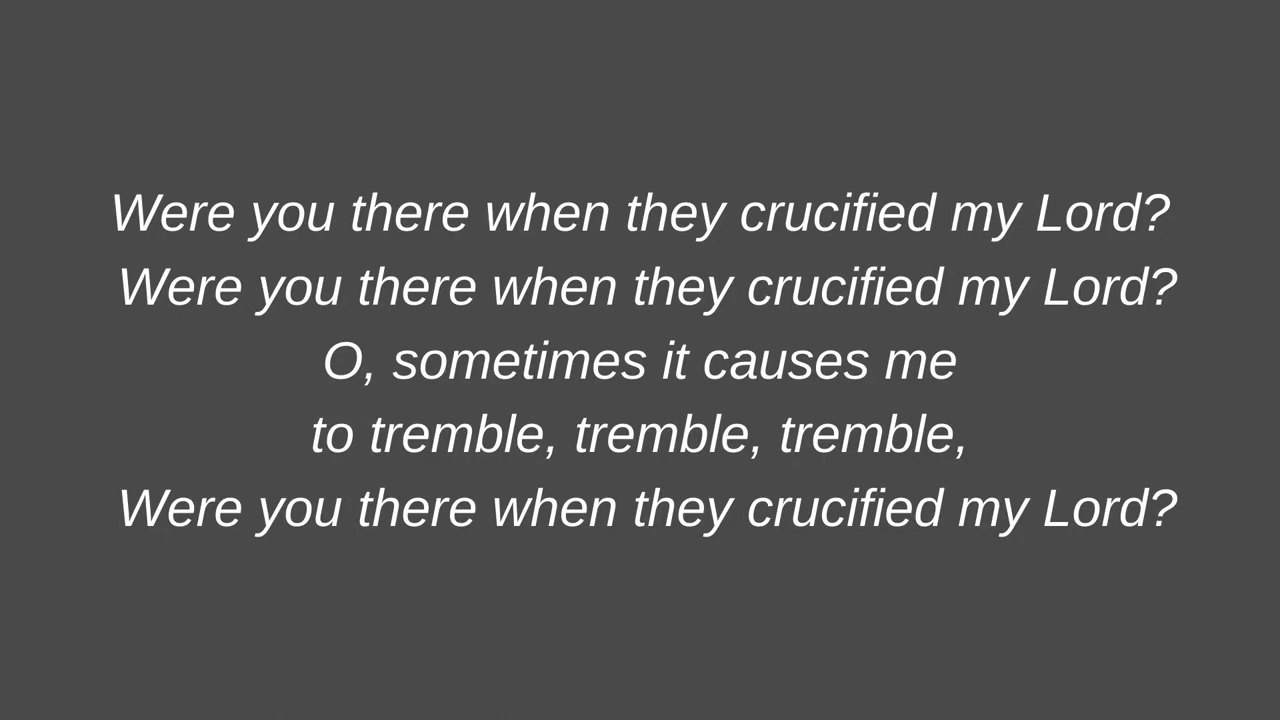 Were you there when they crucified my Lord?
Were you there when they crucified my Lord?
O, sometimes it causes me
to tremble, tremble, tremble,
Were you there when they crucified my Lord?